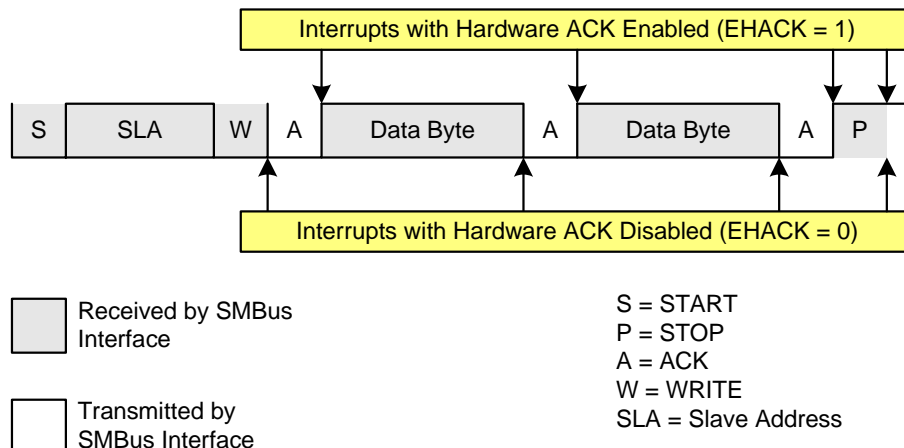 Interrupts with Hardware ACK Enabled (EHACK = 1)
S SLA W A Data Byte A Data Byte A P
Interrupts with Hardware ACK Disabled (EHACK = 0)
Received by SMBus
Interface
Transmitted by
SMBus Interface
S = START
P = STOP
A = ACK
W = WRITE
SLA = Slave Address